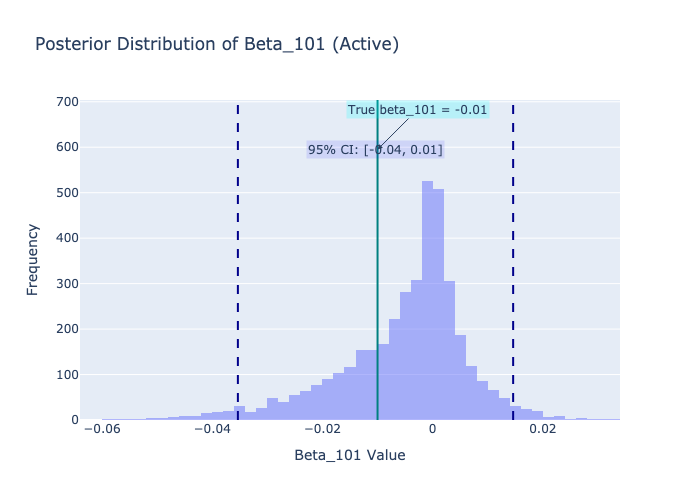 Posterior Distribution of Beta_101 (Active)
True beta_101 = -0.01
95% CI: [-0.04, 0.01]
700
600
500
400
300
200
100
0
Frequency
−0.06
−0.04
−0.02
0
0.02
Beta_101 Value